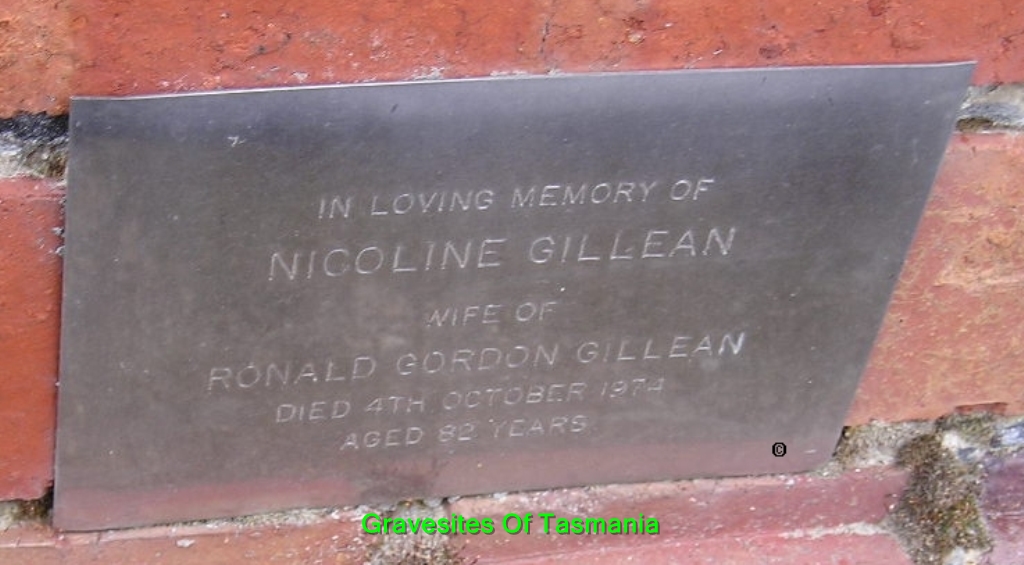 IN LOVING MEMORY OF
NICOLINE GILLEAN
WIFE OF
RONALD GORDON GILLEAN
DIED 4TH OCTOBER 1974
AGED 82 YEARS
©
Gravesites Of Tasmania